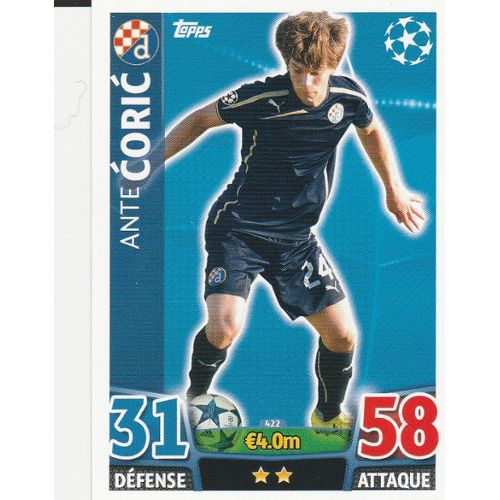 Topps
ANTE ĆORIĆ
24
422
€4.0m
31
58
DÉFENSE
ATTAQUE